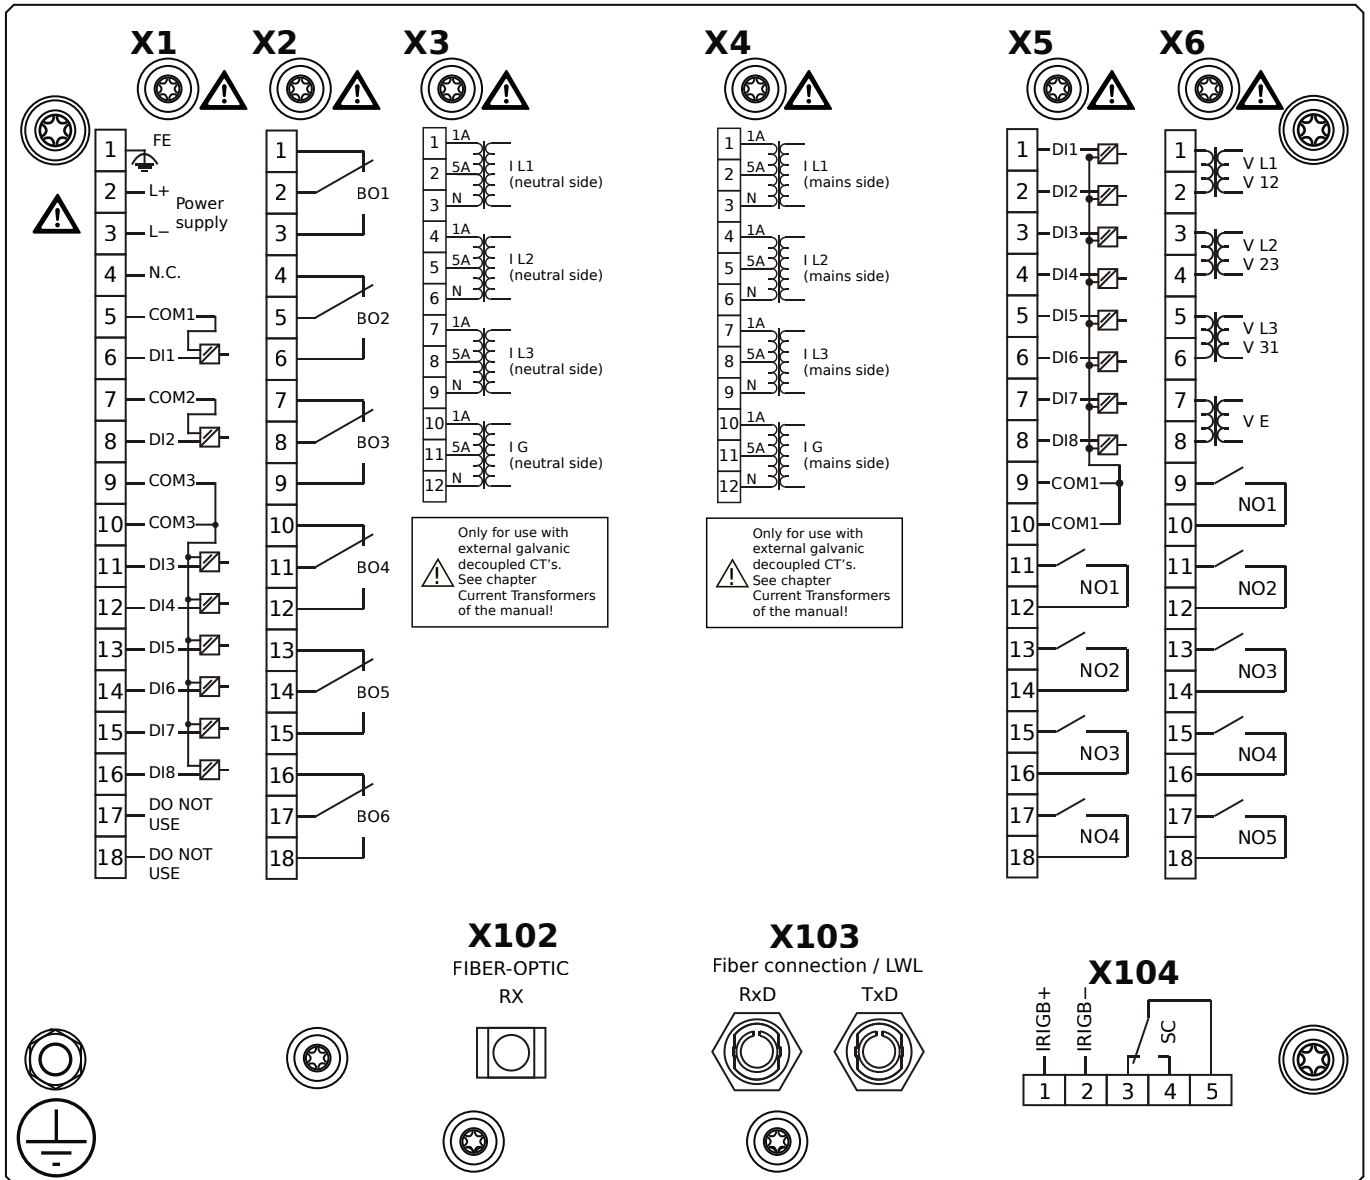 X1
X2
X3
X4
X5
X6
1
FE
2
L+
Power
supply
3
L−
4
N.C.
5
COM1
6
DI1
7
COM2
8
DI2
9
COM3
10
COM3
11
DI3
12
DI4
13
DI5
14
DI6
15
DI7
16
DI8
17
DO NOT
USE
18
DO NOT
USE
1
2
BO1
3
4
5
BO2
6
7
8
BO3
9
10
11
BO4
12
13
14
BO5
15
16
17
BO6
18
1
1A
2
5A
I L1
(neutral side)
3
N
4
1A
5
5A
I L2
(neutral side)
6
N
7
1A
8
5A
I L3
(neutral side)
9
N
10
1A
11
5A
I G
(neutral side)
12
N
Only for use with
external galvanic
decoupled CT's.
See chapter
Current Transformers
of the manual!
1
1A
2
5A
I L1
(mains side)
3
N
4
1A
5
5A
I L2
(mains side)
6
N
7
1A
8
5A
I L3
(mains side)
9
N
10
1A
11
5A
I G
(mains side)
12
N
Only for use with
external galvanic
decoupled CT's.
See chapter
Current Transformers
of the manual!
1
DI1
2
DI2
3
DI3
4
DI4
5
DI5
6
DI6
7
DI7
8
DI8
9
COM1
10
COM1
11
NO1
12
13
NO2
14
15
NO3
16
17
NO4
18
1
V L1
V 12
2
3
V L2
V 23
4
5
V L3
V 31
6
7
V E
8
9
NO1
10
11
NO2
12
13
NO3
14
15
NO4
16
17
NO5
18
X102
FIBER-OPTIC
RX
X103
Fiber connection / LWL
RxD
TxD
X104
IRIGB+
IRIGB−
SC
1
2
3
4
5